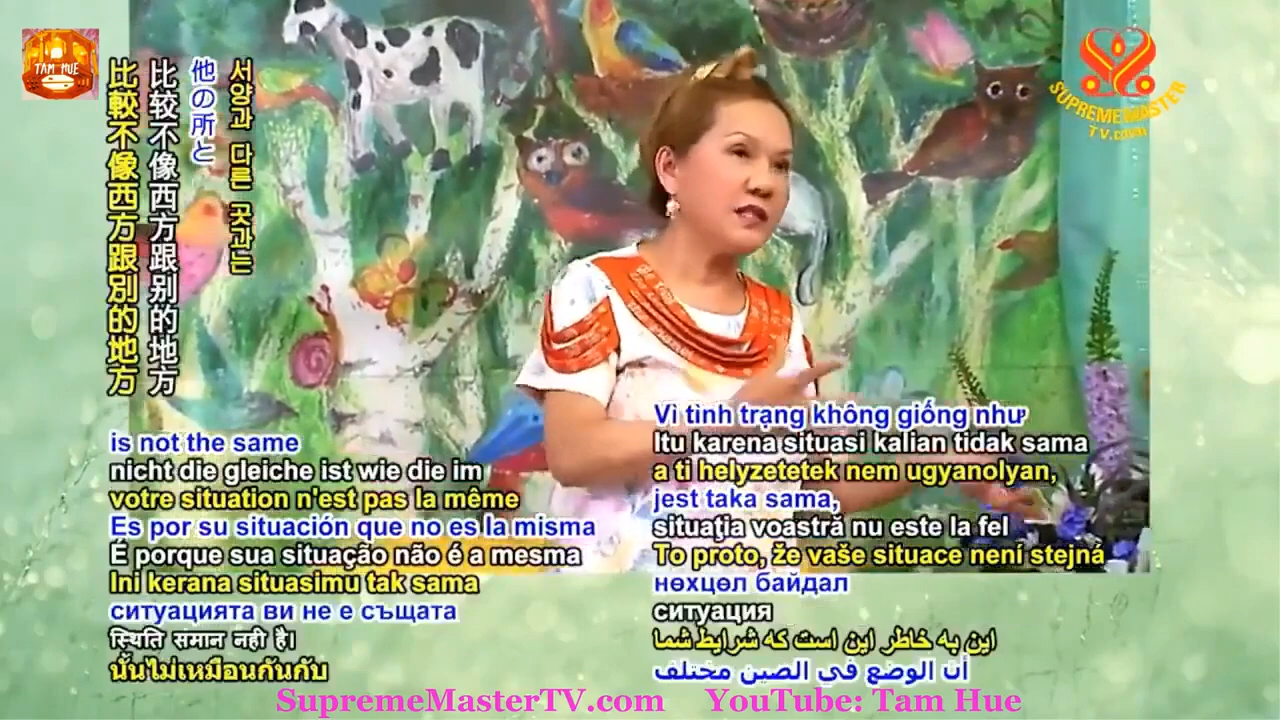 TAM HUE
SUPREME MASTER
TV.com
서양과 다른 곳과는
他の所と
比较不像西方跟别的地方
比較不像西方跟別的地方
is not the same
nicht die gleiche ist wie die im
votre situation n'est pas la même
Es por su situación que no es la misma
É porque sua situação não é a mesma
Ini kerana situasimu tak sama
ситуацията ви не е същата
स्थिति समान नही है।
นั้นไม่เหมือนกันกับ
Vì tình trạng không giống như
Itu karena situasi kalian tidak sama
a ti helyzetetek nem ugyanolyan,
jest taka sama,
situaţia voastră nu este la fel
To proto, že vaše situace není stejná
нөхцөл байдал
ситуация
این به خاطر این است که شرایط شما
أن الوضع في الصين مختلف
SupremeMasterTV.com YouTube: Tam Hue